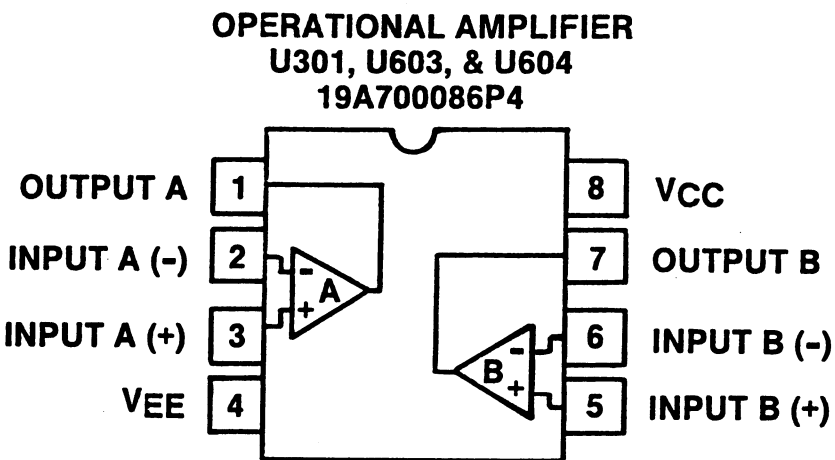 OPERATIONAL AMPLIFIER
U301, U603, & U604
19A700086P4
OUTPUT A 1
INPUT A (-) 2
INPUT A (+) 3
VEE 4
8 VCC
7 OUTPUT B
6 INPUT B (-)
5 INPUT B (+)
- A +
- B +